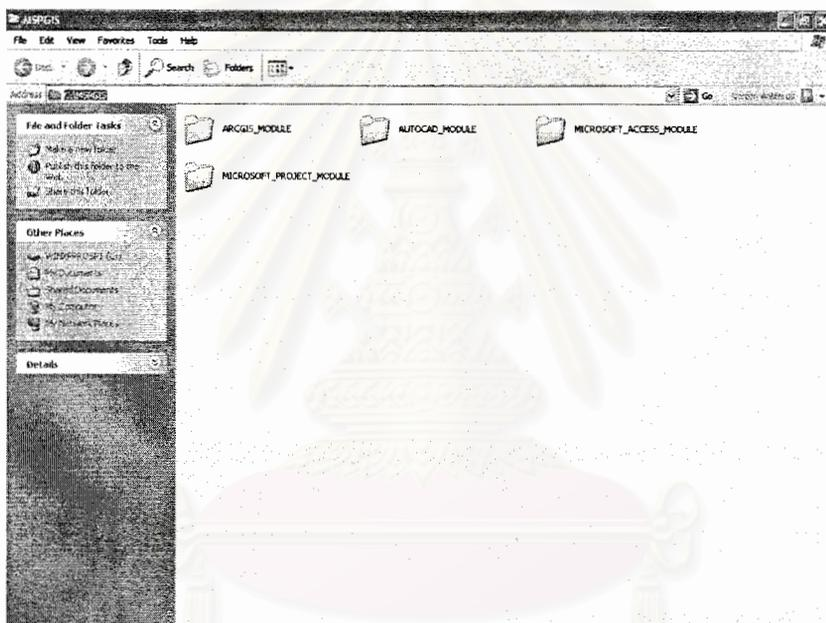 MSPGIS
File Edit View Favorites Tools Help
Search Folders
Address
Go
File and Folder Tasks
Make a new folder
Publish this folder to the
Web
Share this folder
Other Places
My Documents
Shared Documents
My Computer
My Network Places
Details
ARCGIS_MODULE
AUTOCAD_MODULE
MICROSOFT_ACCESS_MODULE
MICROSOFT_PROJECT_MODULE